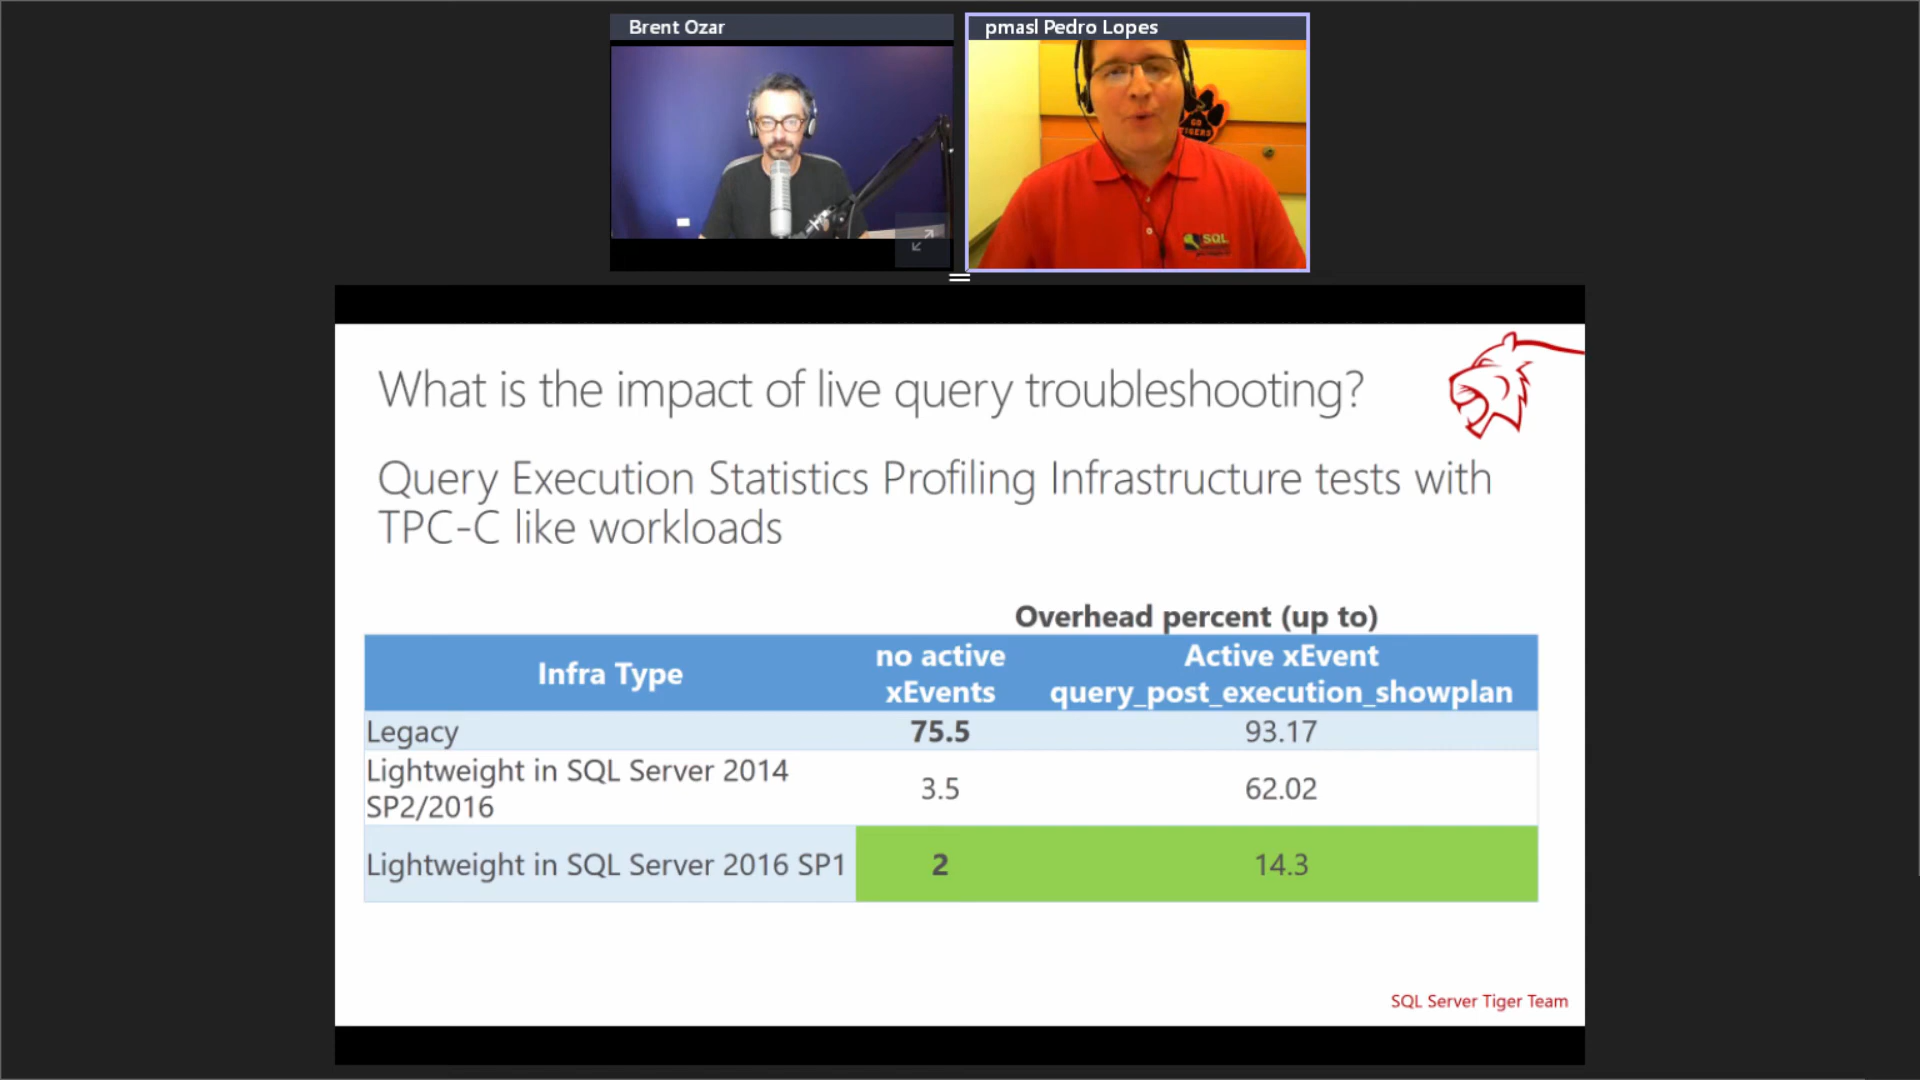 Brent Ozar
pmasl Pedro Lopes
GO
TIGERS
SQL
What is the impact of live query troubleshooting?
Query Execution Statistics Profiling Infrastructure tests with
TPC-C like workloads
Overhead percent (up to)
Infra Type
no active
xEvents
Active xEvent
query_post_execution_showplan
Legacy
75.5
93.17
Lightweight in SQL Server 2014
SP2/2016
3.5
62.02
Lightweight in SQL Server 2016 SP1
2
14.3
SQL Server Tiger Team